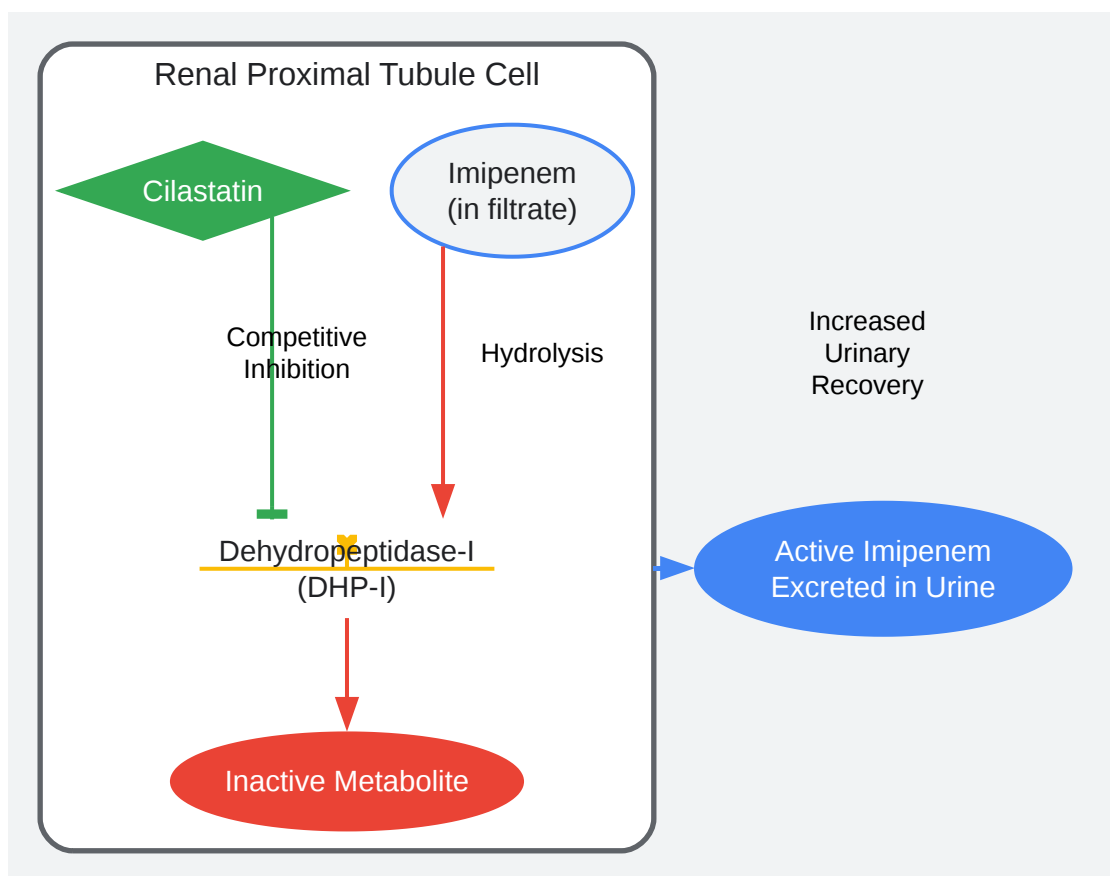 Renal Proximal Tubule Cell
Cilastatin
Imipenem
(in filtrate)
Competitive
Inhibition
Hydrolysis
Increased
Urinary
Recovery
Dehydropeptidase-I
(DHP-I)
Active Imipenem
Excreted in Urine
Inactive Metabolite